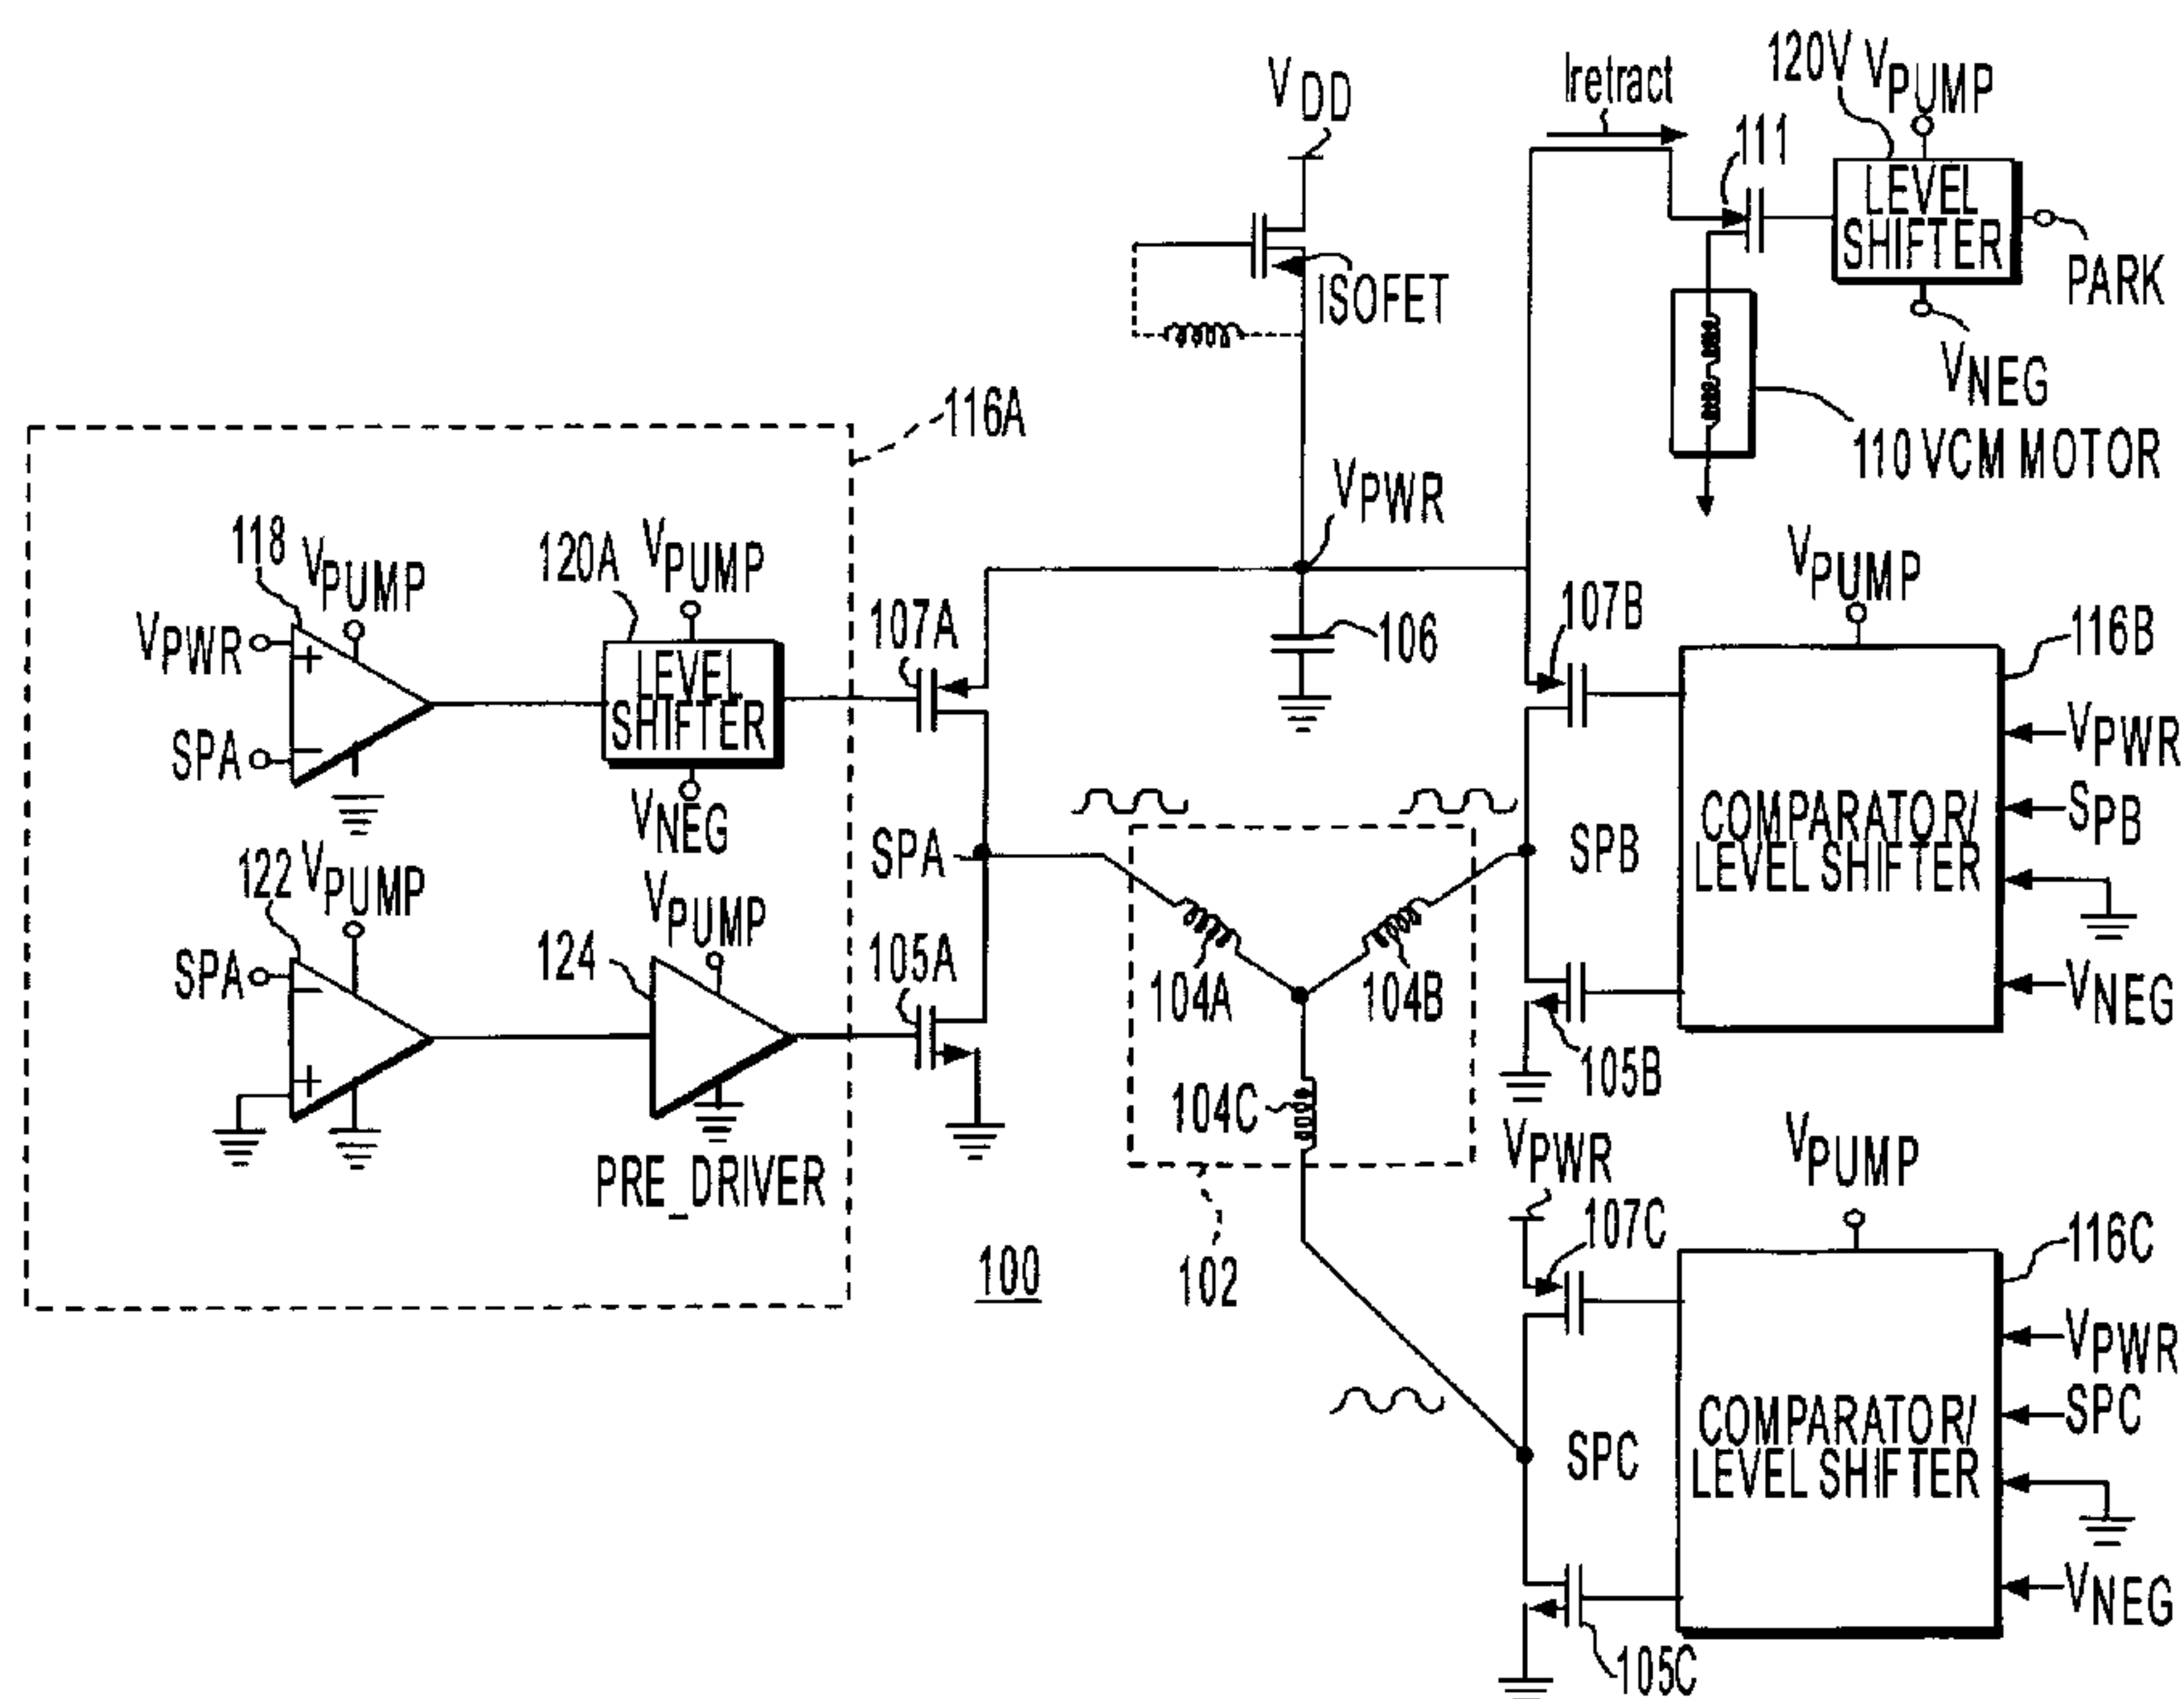 VDD
Iretract
120V VPUMP
111
LEVEL
SHIFTER
PARK
ISOFET
VNEG
110 VCM MOTOR
116A
VPWR
118 VPUMP
VPWR
SPA
120A VPUMP
LEVEL
SHIFTER
VNEG
107A
106
107B
VPUMP
116B
COMPARATOR/
LEVEL SHIFTER
VPWR
SPB
VNEG
122 VPUMP
SPA
124
VPUMP
PRE_DRIVER
105A
SPA
SPB
104A
104B
104C
105B
102
100
VPWR
107C
VPUMP
116C
COMPARATOR/
LEVEL SHIFTER
VPWR
SPC
VNEG
SPC
105C